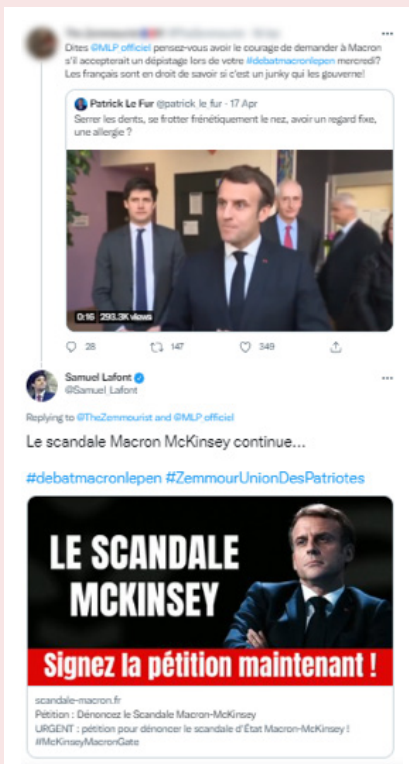 Dites @MLP_officiel pensez-vous avoir le courage de demander à Macron
s'il accepterait un dépistage lors de votre #debatmacronlepen mercredi?
Les français sont en droit de savoir si c'est un junky qui les gouverne!
Patrick Le Fur @patrick_le_fur · 17 Apr
Serrer les dents, se frotter frénétiquement le nez, avoir un regard fixe,
une allergie ?
0:16 293.3K views
28 147 349
Samuel Lafont
@Samuel_Lafont
Replying to @TheZemmourist and @MLP_officiel
Le scandale Macron McKinsey continue...
#debatmacronlepen #ZemmourUnionDesPatriotes
LE SCANDALE
MCKINSEY
Signez la pétition maintenant !
scandale-macron.fr
Pétition : Dénoncez le Scandale Macron-McKinsey
URGENT : pétition pour dénoncer le scandale d'État Macron-McKinsey !
#McKinseyMacronGate